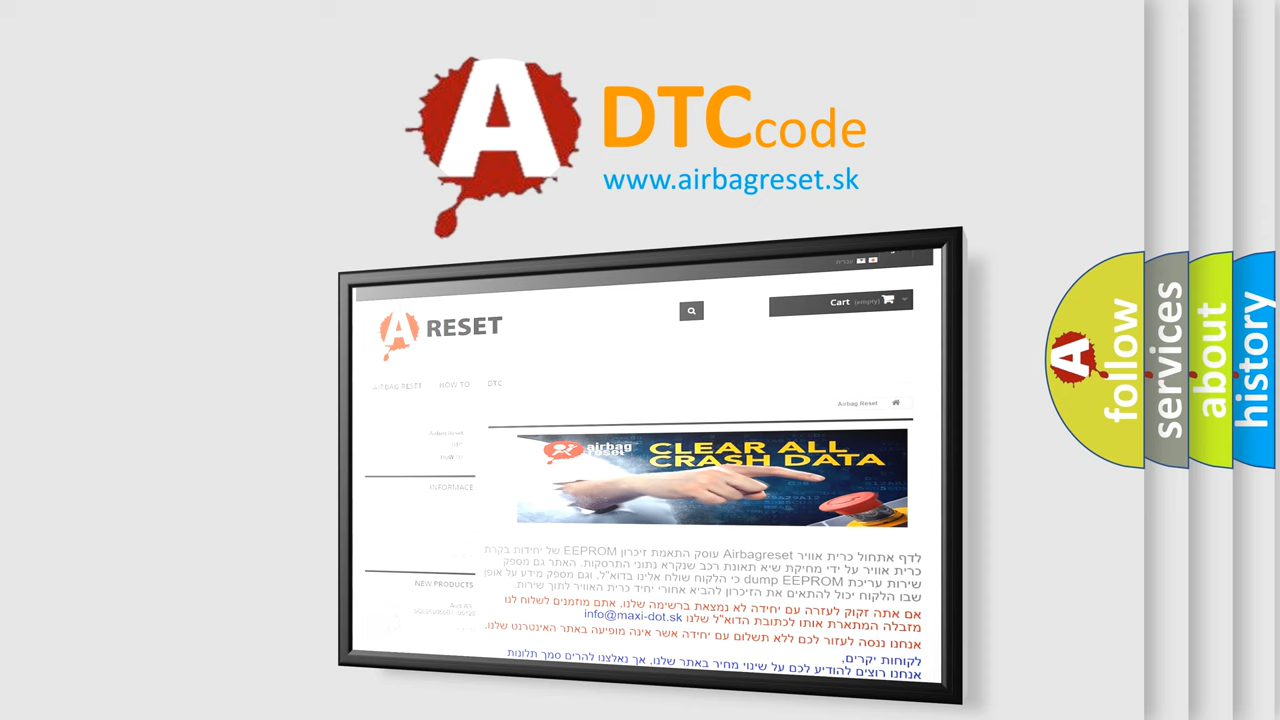 A
DTCcode
www.airbagreset.sk
עברית
A RESET
Cart (empty)
AIRBAG RESET HOW TO DTC
Airbag Reset
Airbag Reset
INFORMACE
NEW PRODUCTS
airbag
reset
CLEAR ALL
CRASH DATA
לדף אתחול כרית אוויר Airbagreset עוסק התאמת זיכרון EEPROM של יחידות בקרת
כרית אוויר על ידי מחיקת שיא תאונת רכב שנקרא נתוני התרסקות. האתר גם מספק
שירות עריכת dump EEPROM כי הלקוח שולח אלינו בדוא"ל, וגם מספק מידע על אופן
שבו הלקוח יכול להתאים את הזיכרון להביא אחורי יחיד כרית האוויר לתוך שירות.
אם אתה זקוק לעזרה עם יחידה לא נמצאת ברשימה שלנו, אתם מוזמנים לשלוח לנו
מזבלה המתארת אותו לכתובת הדוא"ל שלנו info@maxi-dot.sk
אנחנו ננסה לעזור לכם ללא תשלום עם יחידה אשר אינה מופיעה באתר האינטרנט שלנו.
לקוחות יקרים,
אנחנו רוצים להודיע לכם על שינוי מחיר באתר שלנו, אך נאלצנו להרים סמך תלונות
A follow
services
about
history